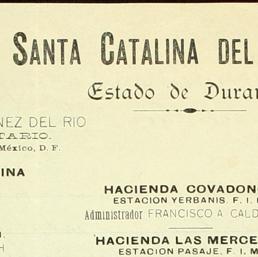 SANTA CATALINA DEL
Estado de Duran
NEZ DEL RIO
TARIO.
México, D. F.
INA
HACIENDA COVADON
ESTACION YERBANIS. F. I.
Administrador FRANCISCO A CALD
HACIENDA LAS MERCE
ESTACION PASAJE, F. I. M